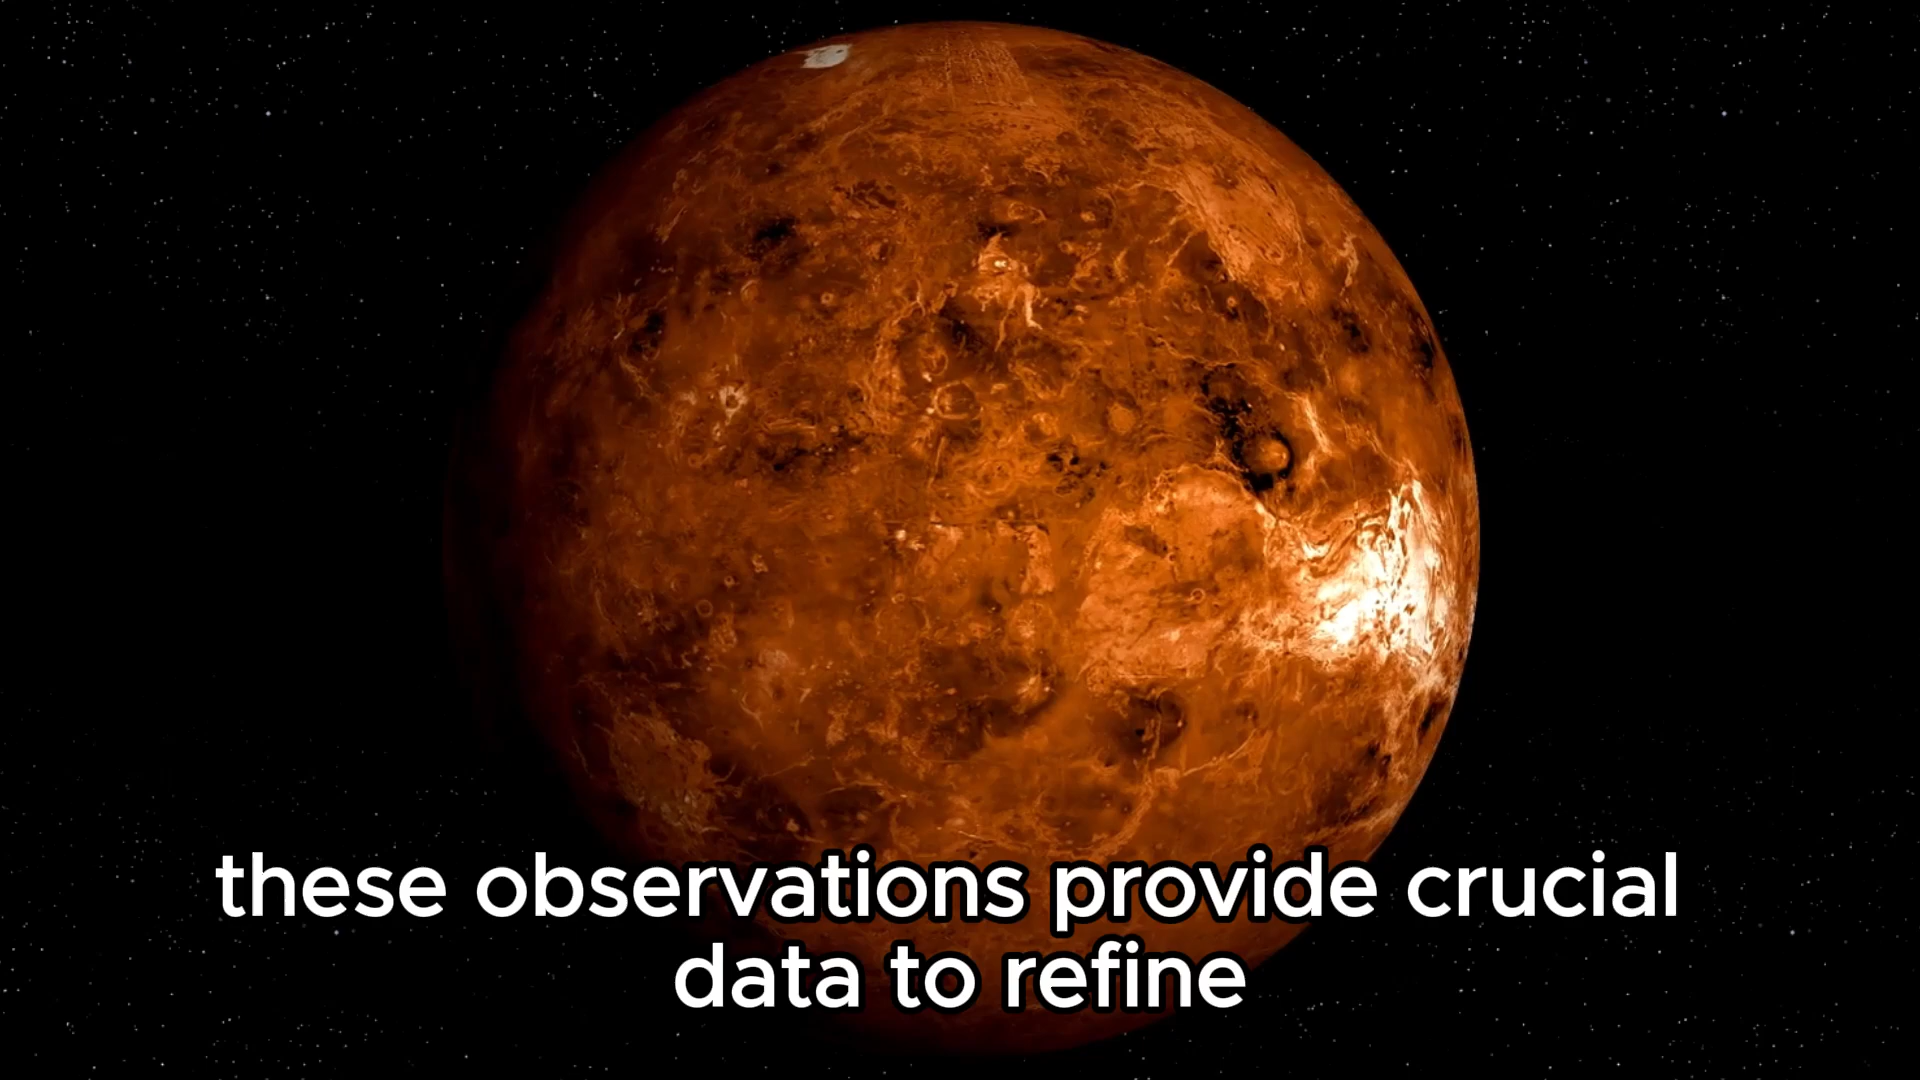 these observations provide crucial
data to refine